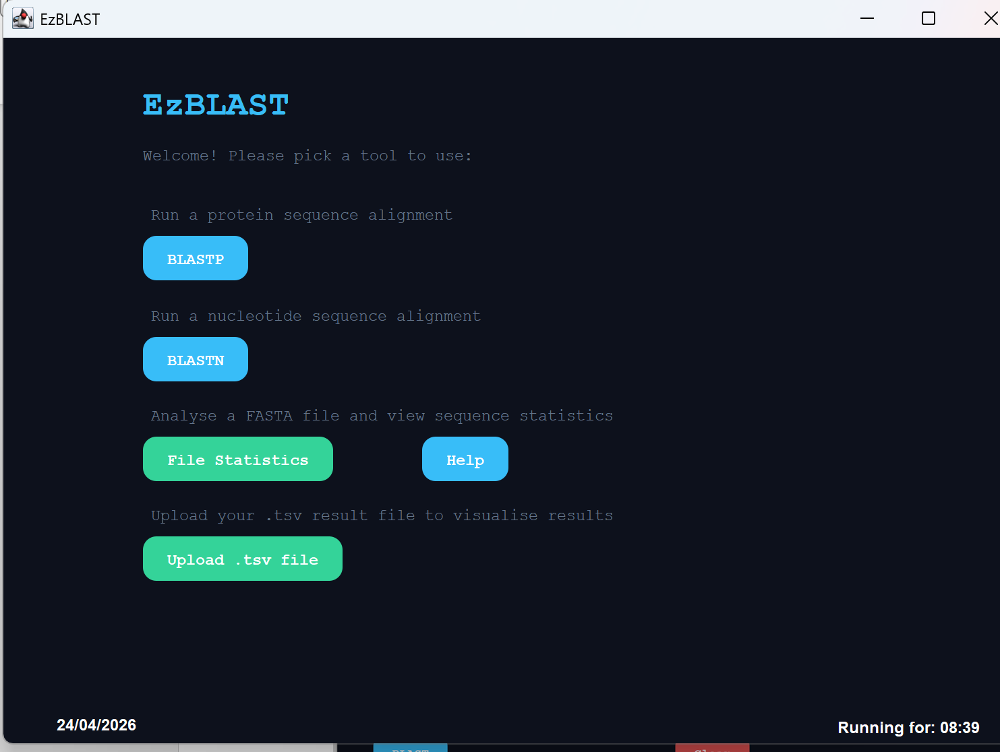 EzBLAST
EzBLAST
Welcome! Please pick a tool to use:
Run a protein sequence alignment
BLASTP
Run a nucleotide sequence alignment
BLASTN
Analyse a FASTA file and view sequence statistics
File Statistics
Help
Upload your .tsv result file to visualise results
Upload .tsv file
24/04/2026
Running for: 08:39